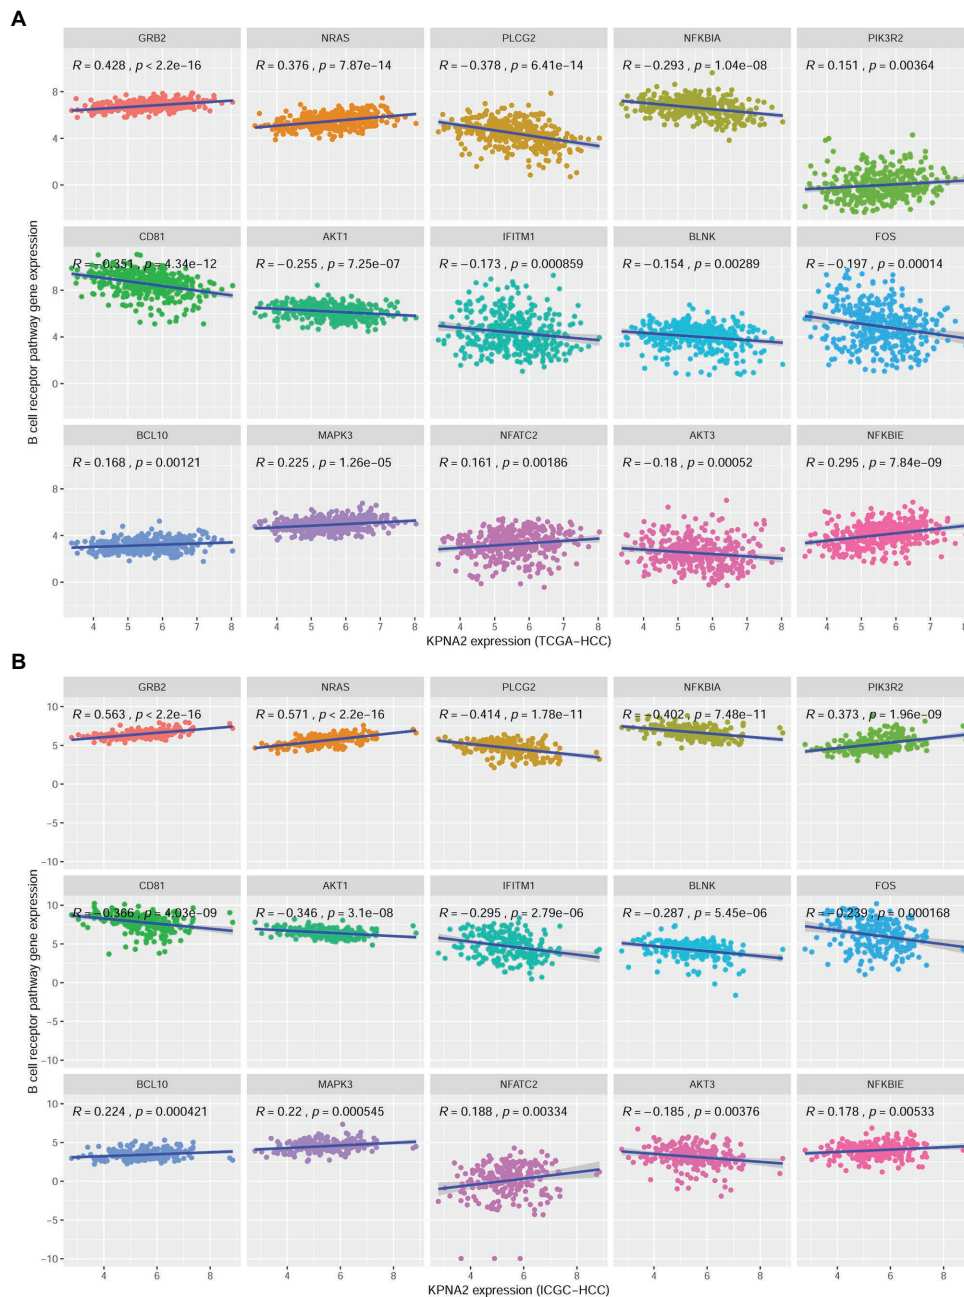 A
GRB2 NRAS PLCG2 NFKBIA PIK3R2
R = 0.428 , p < 2.2e−16 R = 0.376 , p = 7.87e−14 R = −0.378 , p = 6.41e−14 R = −0.293 , p = 1.04e−08 R = 0.151 , p = 0.00364
8
4
0
CD81 AKT1 IFITM1 BLNK FOS
R = −0.351 , p = 4.34e−12 R = −0.255 , p = 7.25e−07 R = −0.173 , p = 0.000859 R = −0.154 , p = 0.00289 R = −0.197 , p = 0.00014
8
4
0
B cell receptor pathway gene expression
BCL10 MAPK3 NFATC2 AKT3 NFKBIE
R = 0.168 , p = 0.00121 R = 0.225 , p = 1.26e−05 R = 0.161 , p = 0.00186 R = −0.18 , p = 0.00052 R = 0.295 , p = 7.84e−09
8
4
0
4 5 6 7 8 4 5 6 7 8 4 5 6 7 8 4 5 6 7 8 4 5 6 7 8
KPNA2 expression (TCGA−HCC)
B
GRB2 NRAS PLCG2 NFKBIA PIK3R2
R = 0.563 , p < 2.2e−16 R = 0.571 , p < 2.2e−16 R = −0.414 , p = 1.78e−11 R = −0.402 , p = 7.48e−11 R = 0.373 , p = 1.96e−09
10
5
0
−5
−10
CD81 AKT1 IFITM1 BLNK FOS
R = −0.366 , p = 4.03e−09 R = −0.346 , p = 3.1e−08 R = −0.295 , p = 2.79e−06 R = −0.287 , p = 5.45e−06 R = −0.239 , p = 0.000168
10
5
0
−5
−10
B cell receptor pathway gene expression
BCL10 MAPK3 NFATC2 AKT3 NFKBIE
R = 0.224 , p = 0.000421 R = 0.22 , p = 0.000545 R = 0.188 , p = 0.00334 R = −0.185 , p = 0.00376 R = 0.178 , p = 0.00533
10
5
0
−5
−10
4 6 8 4 6 8 4 6 8 4 6 8 4 6 8
KPNA2 expression (ICGC−HCC)